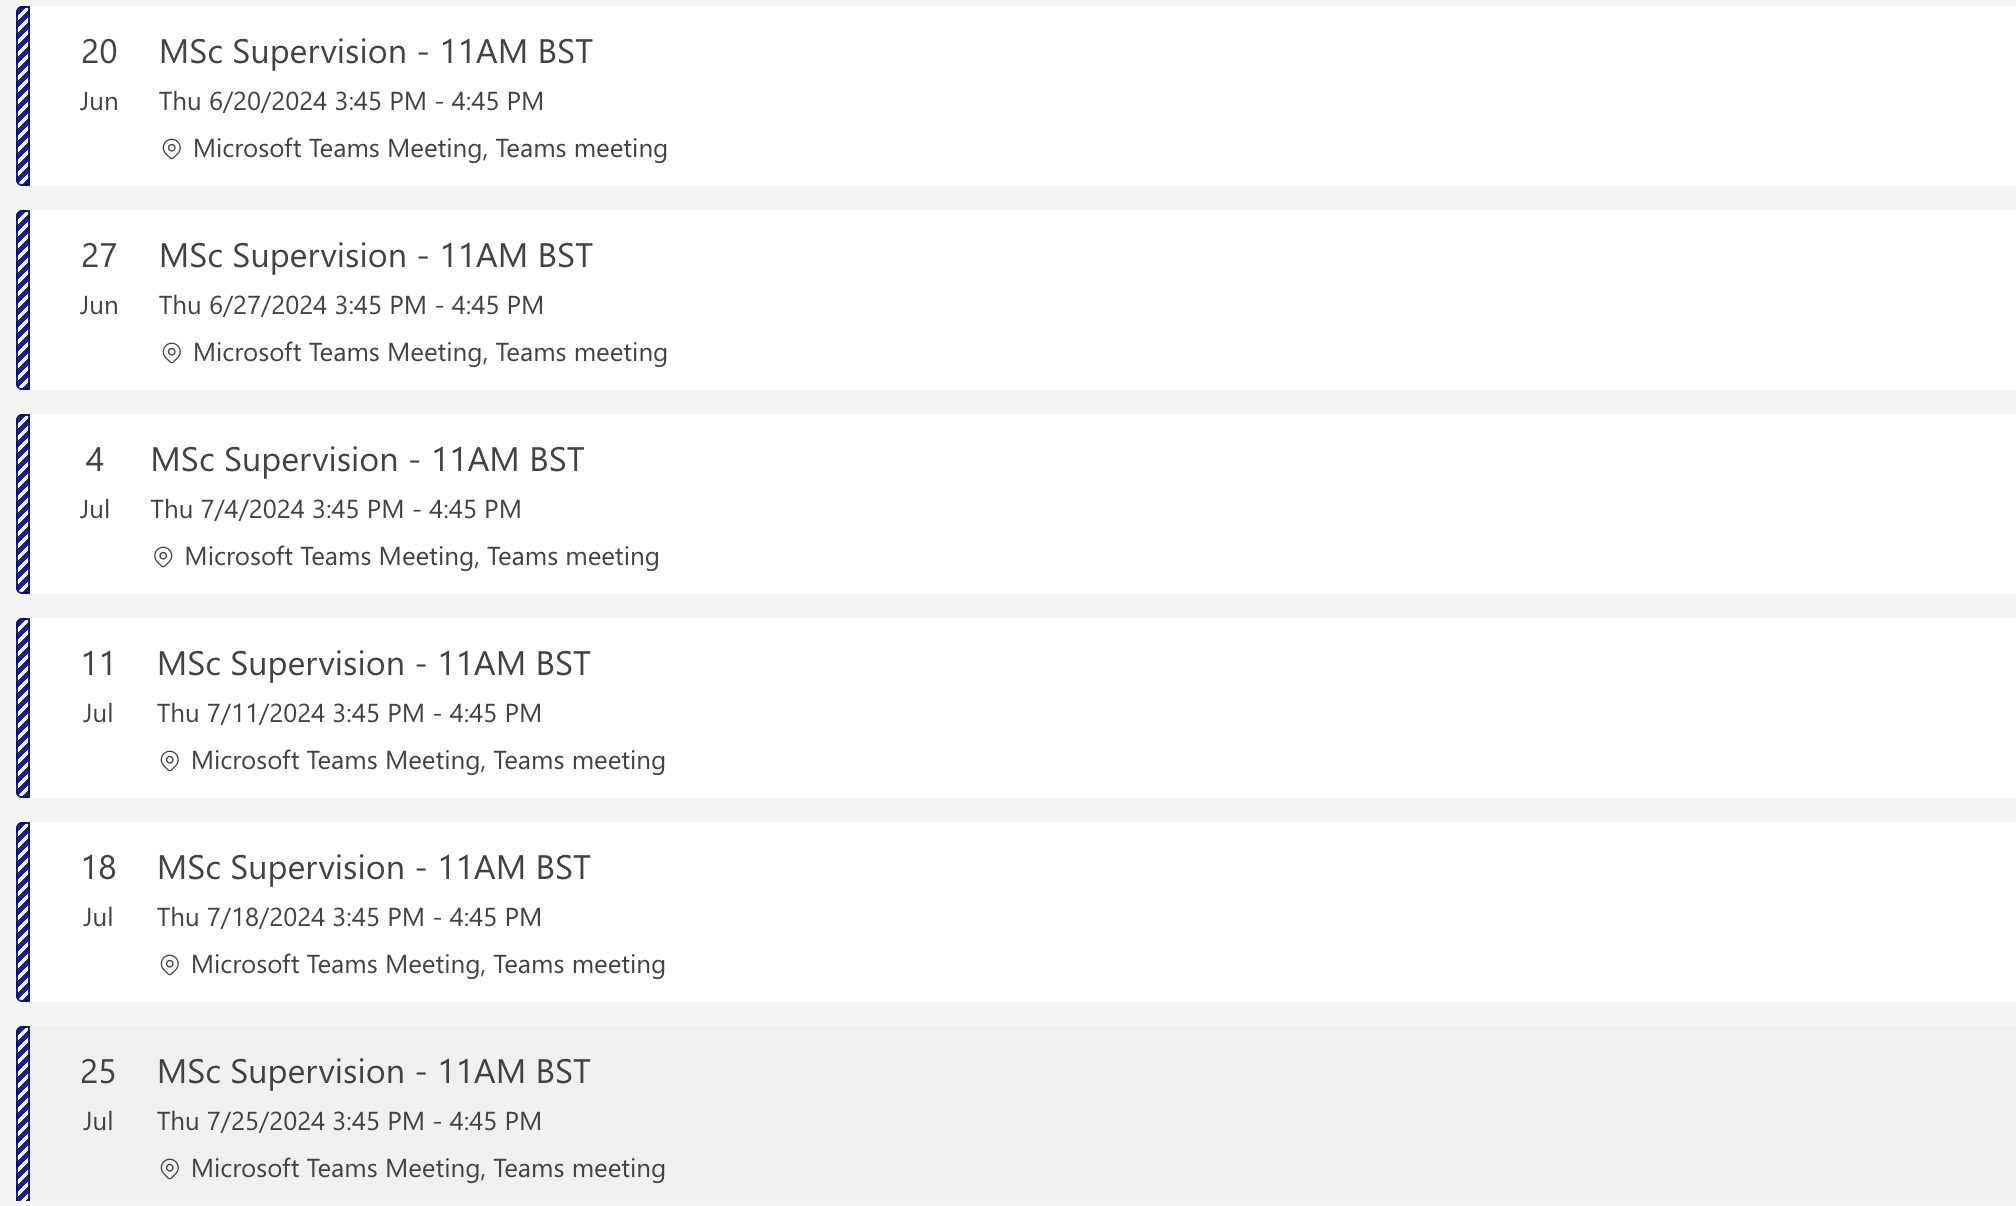 20 MSc Supervision - 11AM BST
Jun Thu 6/20/2024 3:45 PM - 4:45 PM
Microsoft Teams Meeting, Teams meeting
27 MSc Supervision - 11AM BST
Jun Thu 6/27/2024 3:45 PM - 4:45 PM
Microsoft Teams Meeting, Teams meeting
4 MSc Supervision - 11AM BST
Jul Thu 7/4/2024 3:45 PM - 4:45 PM
Microsoft Teams Meeting, Teams meeting
11 MSc Supervision - 11AM BST
Jul Thu 7/11/2024 3:45 PM - 4:45 PM
Microsoft Teams Meeting, Teams meeting
18 MSc Supervision - 11AM BST
Jul Thu 7/18/2024 3:45 PM - 4:45 PM
Microsoft Teams Meeting, Teams meeting
25 MSc Supervision - 11AM BST
Jul Thu 7/25/2024 3:45 PM - 4:45 PM
Microsoft Teams Meeting, Teams meeting